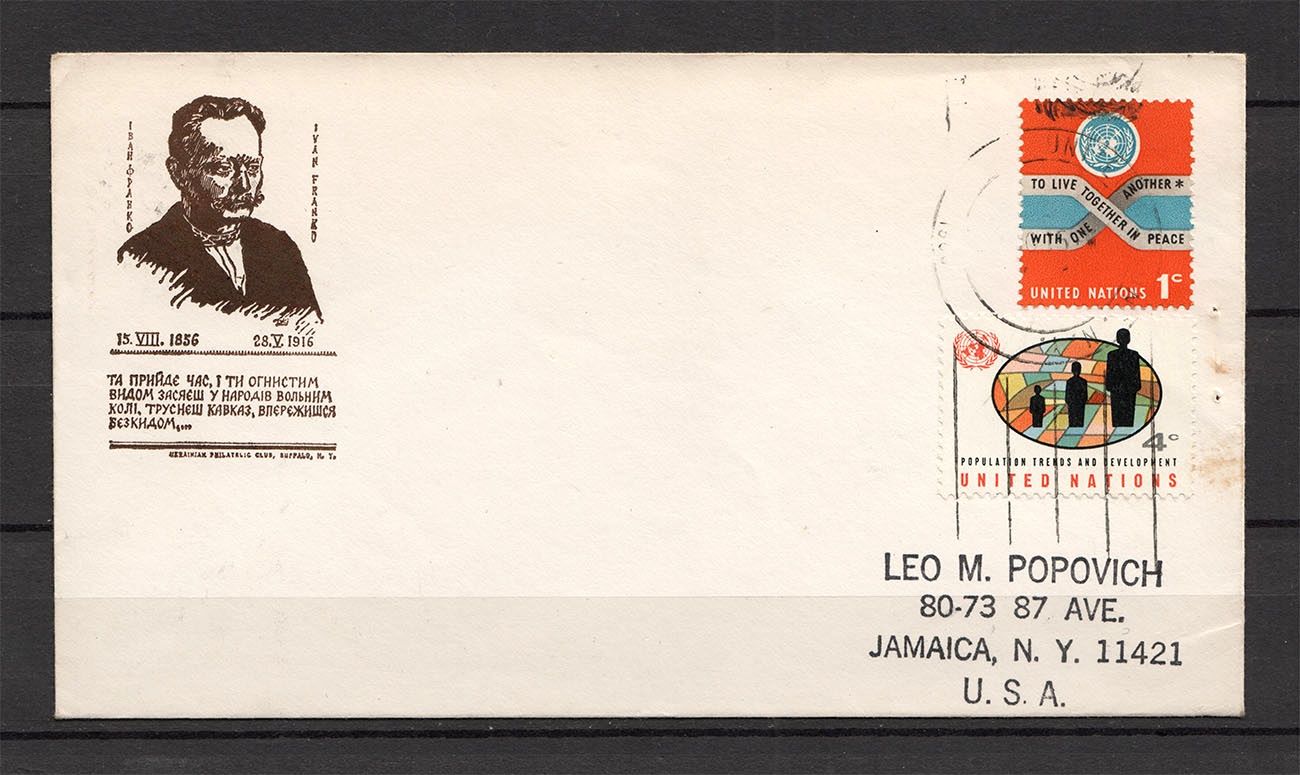 ІВАН ФРАНКО
IVAN FRANKO
15. VIII. 1856 28. V. 1916
ТА ПРИЙДЕ ЧАС, І ТИ ОГНИСТИМ
ВИДОМ ЗАСЯЄШ У НАРОДІВ ВОЛЬНИМ
КОЛІ, ТРУСНЕШ КАВКАЗ, ВПЕРЕЖИШСЯ
БЕЗКИДОM,...
UKRAINIAN PHILATELIC CLUB, BUFFALO, N. Y.
TO LIVE TOGETHER IN PEACE
WITH ONE ANOTHER*
UNITED NATIONS 1c
4c
POPULATION TRENDS AND DEVELOPMENT
UNITED NATIONS
LEO M. POPOVICH
80-73 87 AVE.
JAMAICA, N. Y. 11421
U. S. A.